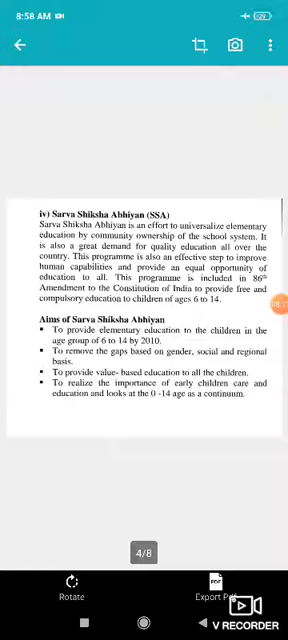 8:58 AM
iv) Sarva Shiksha Abhiyan (SSA)
Sarva Shiksha Abhiyan is an effort to universalize elementary
education by community ownership of the school system. It
is also a great demand for quality education all over the
country. This programme is also an effective step to improve
human capabilities and provide an equal opportunity of
education to all. This programme is included in 86th
Amendment to the Constitution of India to provide free and
compulsory education to children of ages 6 to 14.
Aims of Sarva Shiksha Abhiyan
▪ To provide elementary education to the children in the
age group of 6 to 14 by 2010.
▪ To remove the gaps based on gender, social and regional
basis.
▪ To provide value- based education to all the children.
▪ To realize the importance of early children care and
education and looks at the 0 -14 age as a continuum.
4/8
Rotate
PDF
Export Pdf
V RECORDER